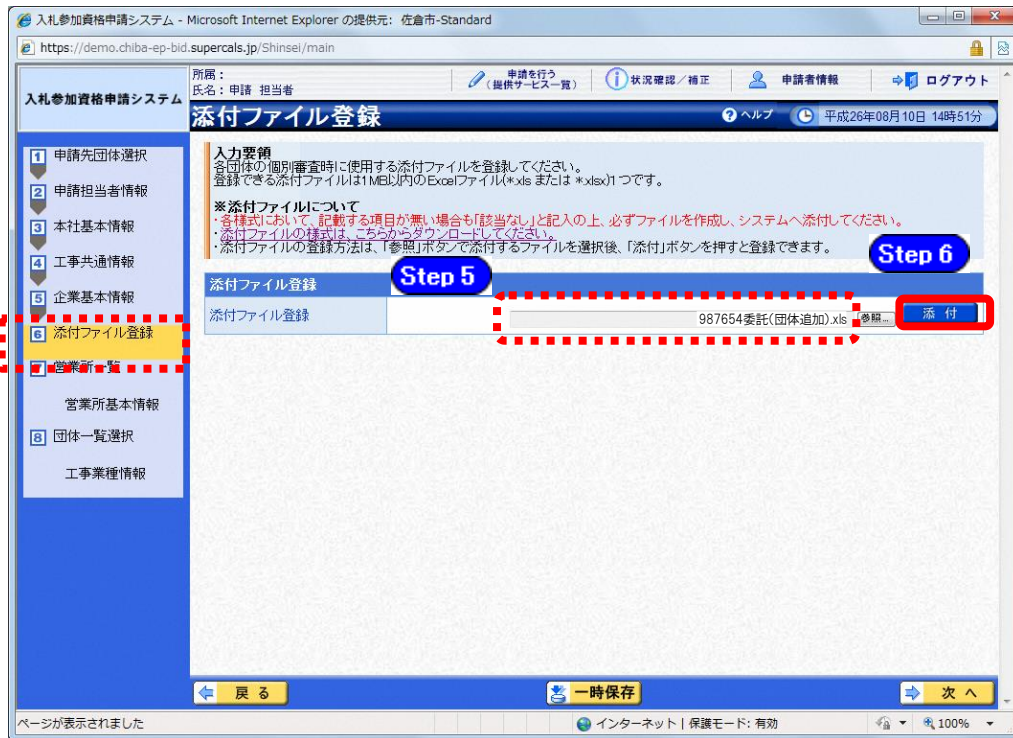 入札参加資格申請システム - Microsoft Internet Explorer の提供元: 佐倉市-Standard
https://demo.chiba-ep-bid.supercals.jp/Shinsei/main
入札参加資格申請システム
所属：
氏名：申請 担当者
申請を行う
（提供サービス一覧）
状況確認／補正
申請者情報
ログアウト
添付ファイル登録
ヘルプ
平成26年08月10日 14時51分
1 申請先団体選択
2 申請担当者情報
3 本社基本情報
4 工事共通情報
5 企業基本情報
6 添付ファイル登録
7 営業所一覧
営業所基本情報
8 団体一覧選択
工事業種情報
入力要領
各団体の個別審査時に使用する添付ファイルを登録してください。
登録できる添付ファイルは1MB以内のExcelファイル(*.xls または *.xlsx)1つです。
※添付ファイルについて
・各様式において、記載する項目が無い場合も「該当なし」と記入の上、必ずファイルを作成し、システムへ添付してください。
・添付ファイルの様式は、こちらからダウンロードしてください。
・添付ファイルの登録方法は、「参照」ボタンで添付するファイルを選択後、「添付」ボタンを押すと登録できます。
Step 5
Step 6
添付ファイル登録
添付ファイル登録
987654委託(団体追加).xls
参照...
添 付
戻 る
一時保存
次 へ
ページが表示されました
インターネット | 保護モード: 有効
100%